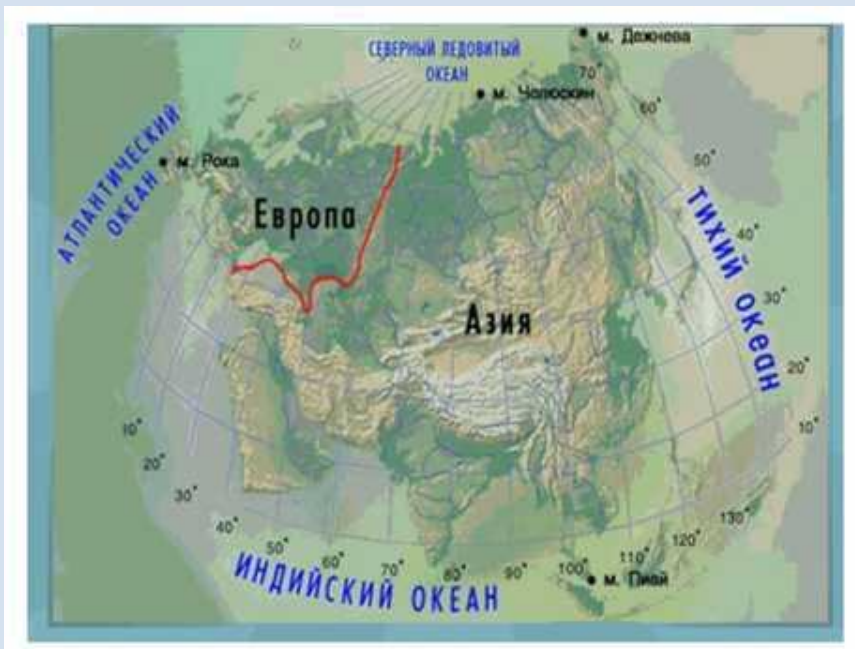 СЕВЕРНЫЙ ЛЕДОВИТЫЙ
ОКЕАН
м. Дежнева
м. Челюскин
70°
60°
50°
40°
30°
20°
10°
АТЛАНТИЧЕСКИЙ
ОКЕАН
м. Рока
Европа
Азия
ТИХИЙ ОКЕАН
10°
20°
30°
40°
50°
60°
70°
80°
90°
100°
110°
120°
130°
м. Пиай
ИНДИЙСКИЙ ОКЕАН